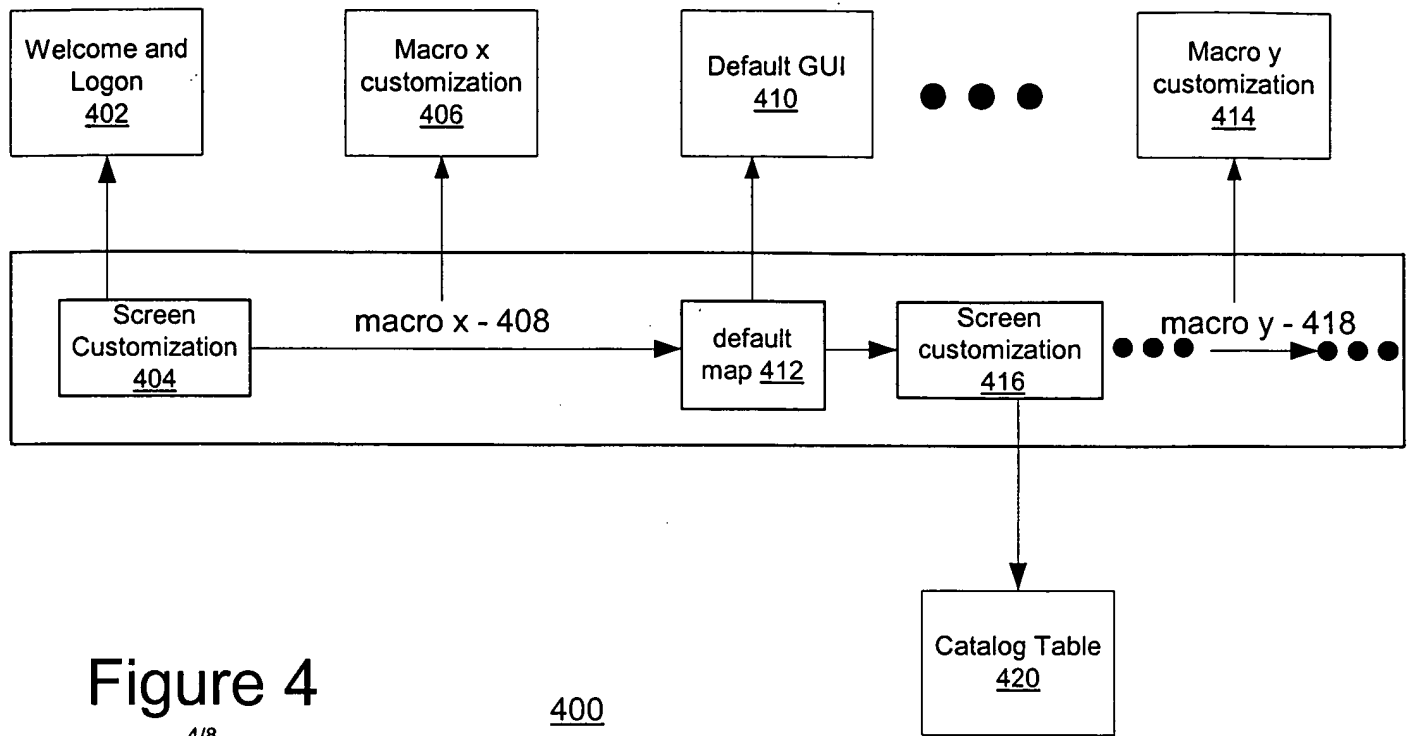 Welcome and
Logon
402
Macro x
customization
406
Default GUI
410
Macro y
customization
414
Screen
Customization
404
macro x - 408
default
map 412
Screen
customization
416
macro y - 418
Catalog Table
420
Figure 4
4/8
400